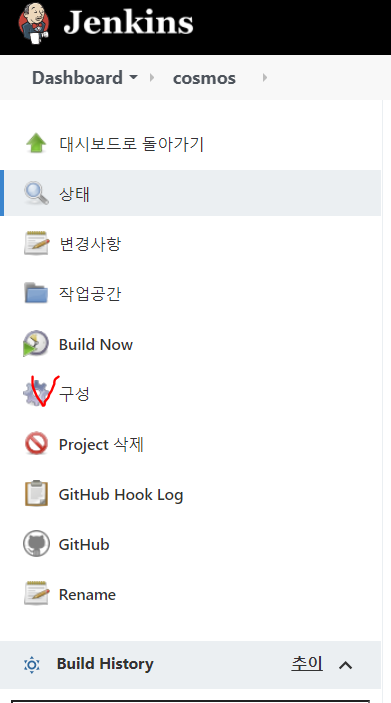 Jenkins
Dashboard cosmos
대시보드로 돌아가기
상태
변경사항
작업공간
Build Now
구성
Project 삭제
GitHub Hook Log
GitHub
Rename
Build History 추이